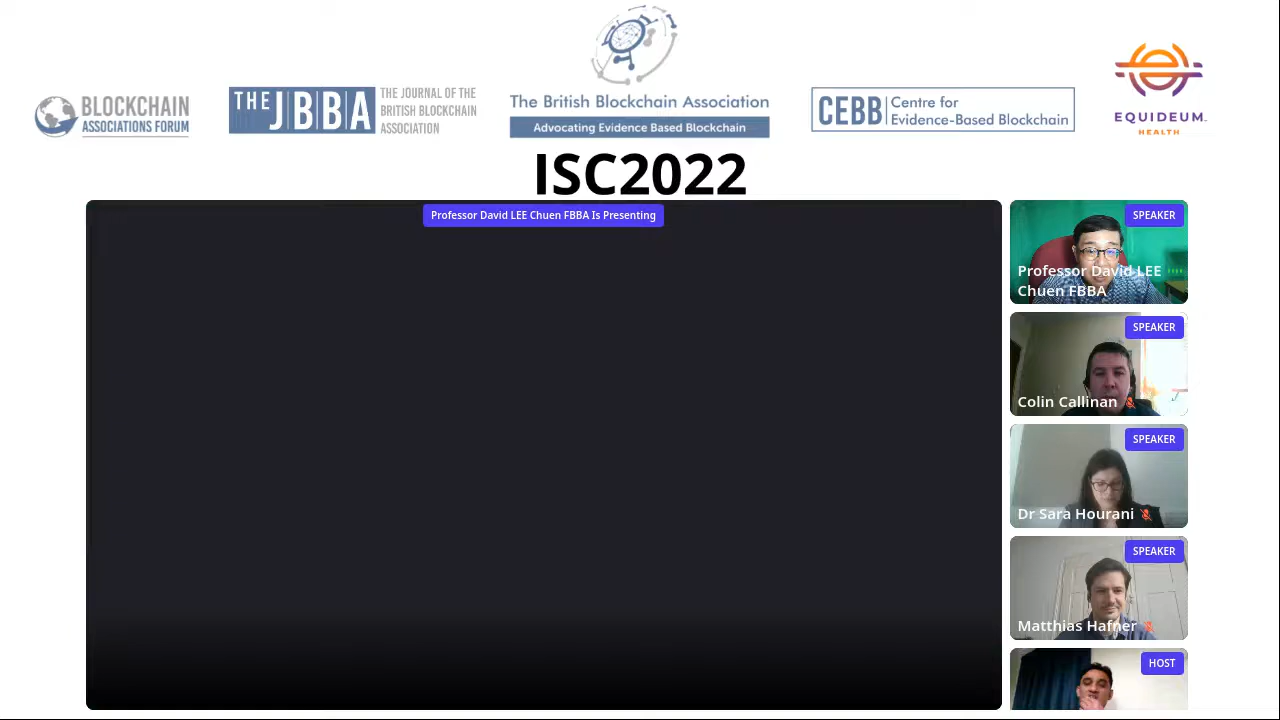 BLOCKCHAIN
ASSOCIATIONS FORUM
THE JBBA
THE JOURNAL OF THE
BRITISH BLOCKCHAIN
ASSOCIATION
The British Blockchain Association
Advocating Evidence Based Blockchain
CEBB
Centre for
Evidence-Based Blockchain
EQUIDEUM
HEALTH
ISC2022
Professor David LEE Chuen FBBA Is Presenting
SPEAKER
Professor David LEE
Chuen FBBA
SPEAKER
Colin Callinan
SPEAKER
Dr Sara Hourani
SPEAKER
Matthias Hafner
HOST